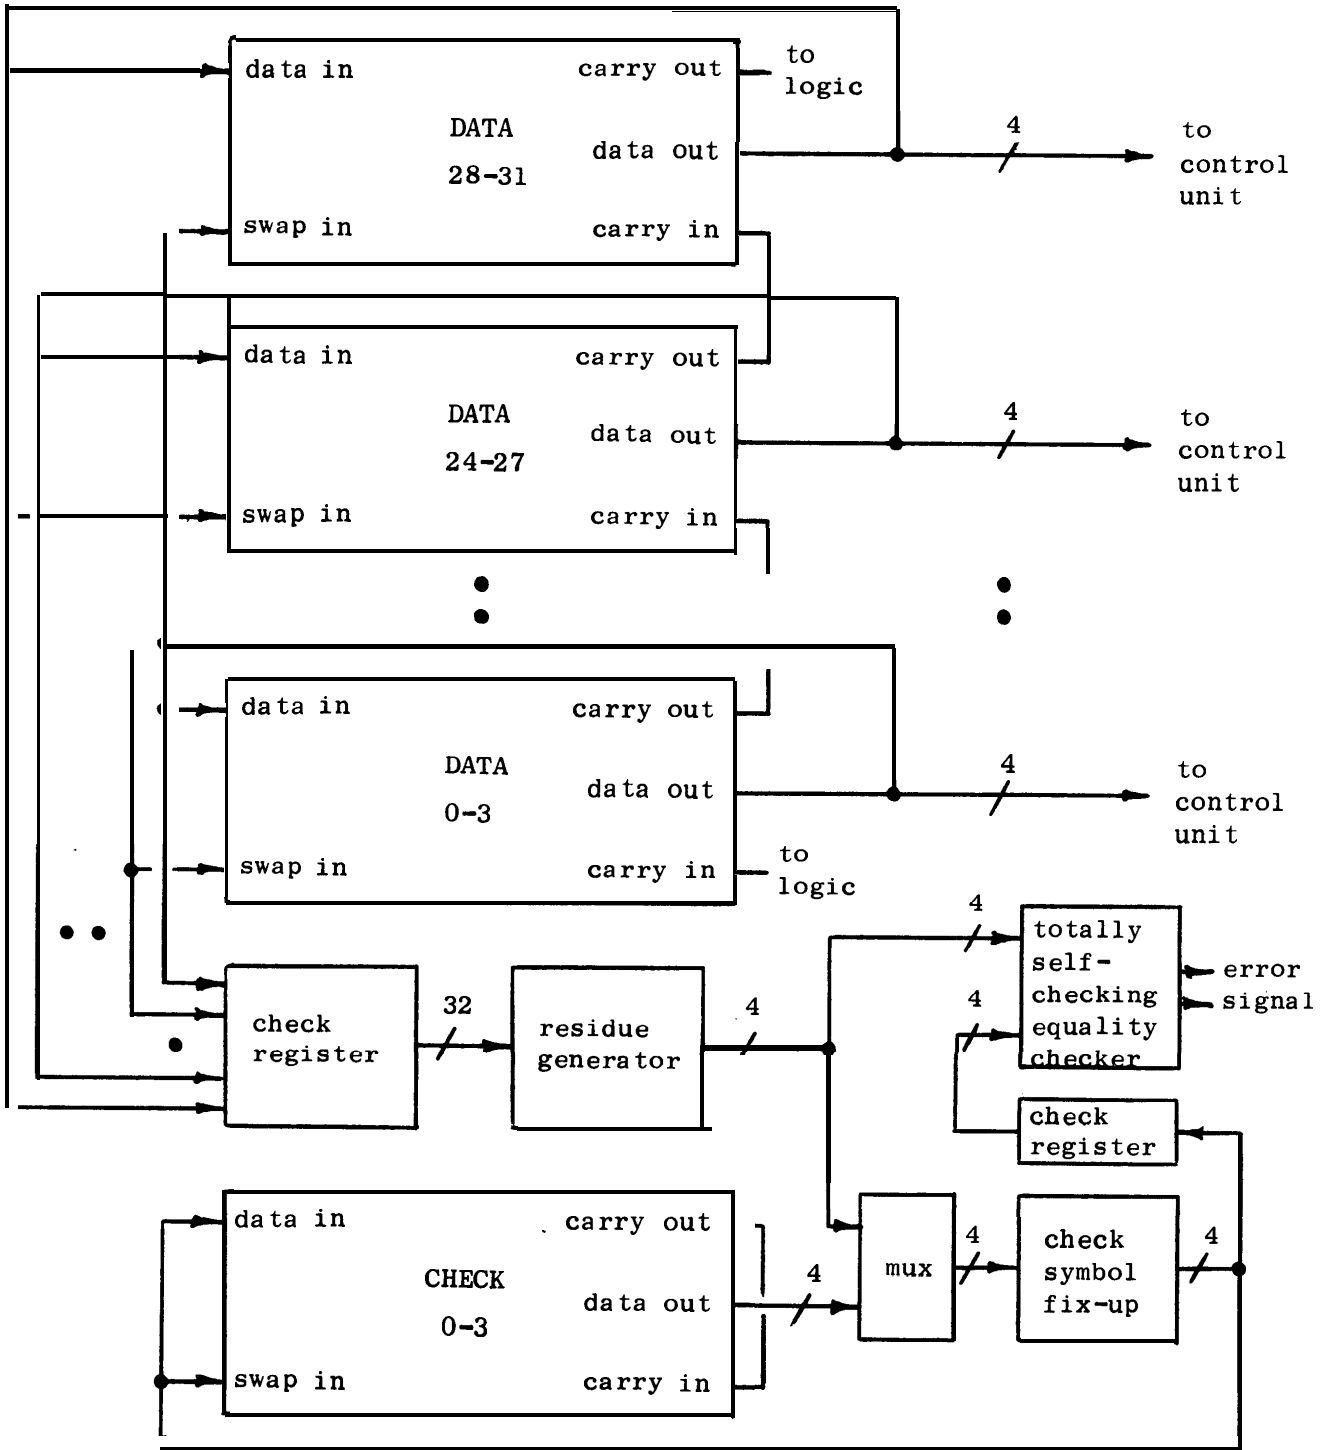 data in
carry out
to
logic
DATA
28-31
data out
4
to
control
unit
swap in
carry in
data in
carry out
DATA
24-27
data out
4
to
control
unit
swap in
carry in
data in
carry out
DATA
0-3
data out
4
to
control
unit
swap in
carry in
to
logic
check
register
32
residue
generator
4
4
4
totally
self-
checking
equality
checker
error
signal
check
register
data in
carry out
CHECK
0-3
data out
4
swap in
carry in
mux
4
check
symbol
fix-up
4